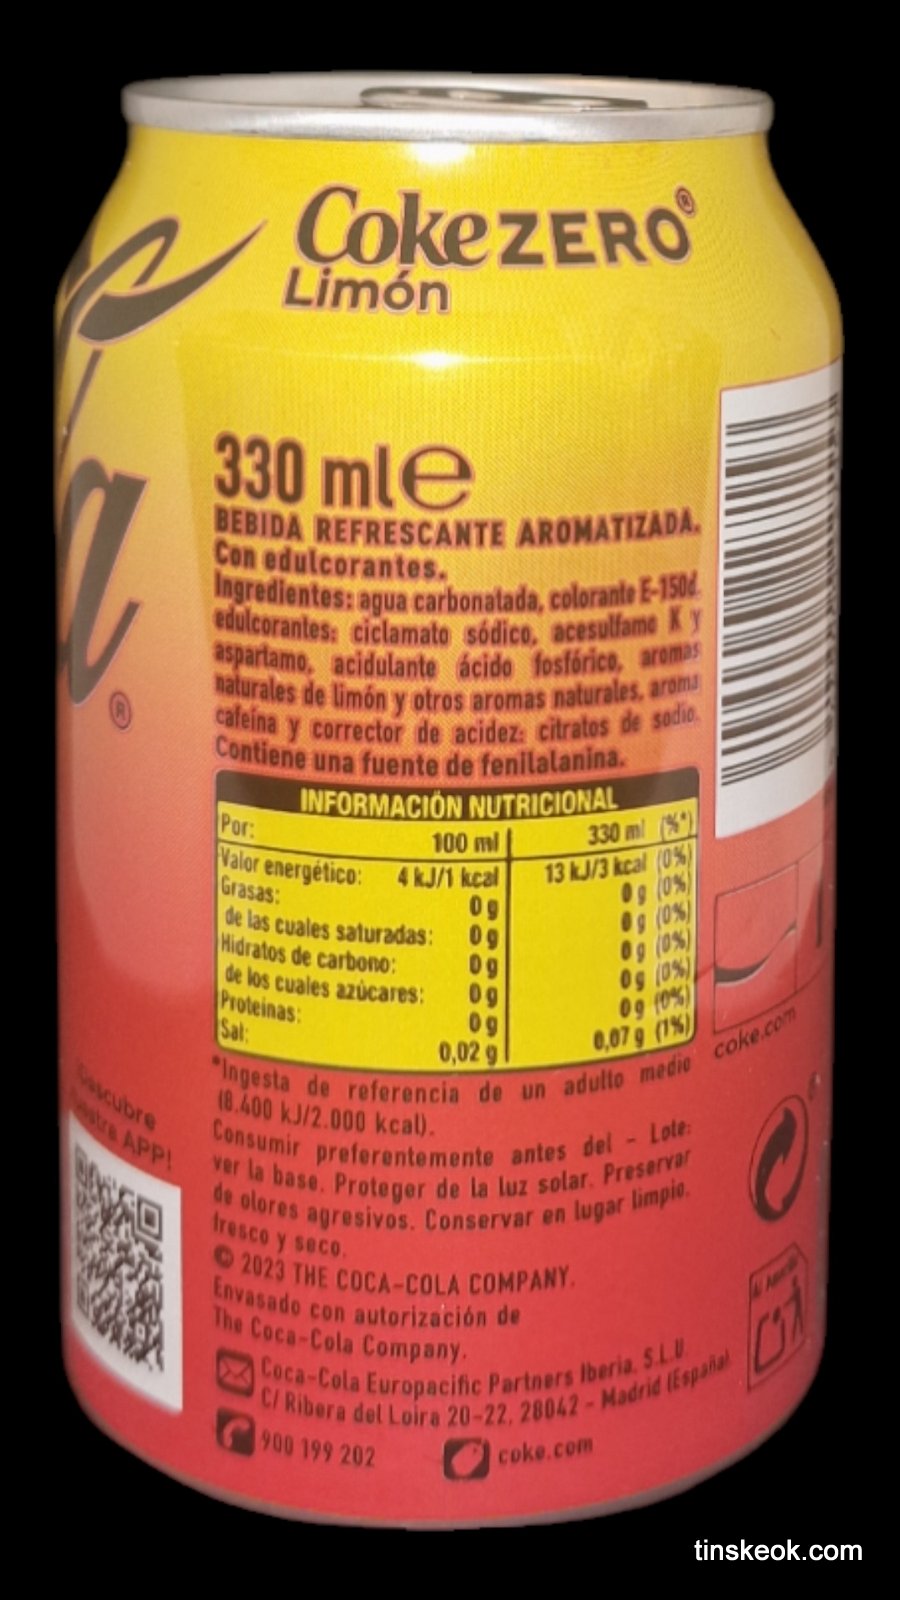 Coke ZERO®
Limón
330 ml e
BEBIDA REFRESCANTE AROMATIZADA.
Con edulcorantes.
Ingredientes: agua carbonatada, colorante E-150d,
edulcorantes: ciclamato sódico, acesulfamo K y
aspartamo, acidulante ácido fosfórico, aromas
naturales de limón y otros aromas naturales, aroma
cafeína y corrector de acidez: citratos de sodio.
Contiene una fuente de fenilalanina.
INFORMACIÓN NUTRICIONAL
Por: 100 ml 330 ml (%*)
Valor energético: 4 kJ/1 kcal 13 kJ/3 kcal (0%)
Grasas: 0 g 0 g (0%)
de las cuales saturadas: 0 g 0 g (0%)
Hidratos de carbono: 0 g 0 g (0%)
de los cuales azúcares: 0 g 0 g (0%)
Proteínas: 0 g 0 g (0%)
Sal: 0,02 g 0,07 g (1%)
*Ingesta de referencia de un adulto medio
(8.400 kJ/2.000 kcal).
Consumir preferentemente antes del - Lote:
ver la base. Proteger de la luz solar. Preservar
de olores agresivos. Conservar en lugar limpio,
fresco y seco.
© 2023 THE COCA-COLA COMPANY.
Envasado con autorización de
The Coca-Cola Company.
Coca-Cola Europacific Partners Iberia, S.L.U.
C/ Ribera del Loira 20-22, 28042 - Madrid (España)
900 199 202 coke.com
a®
APP!
coke.com
tinskeok.com